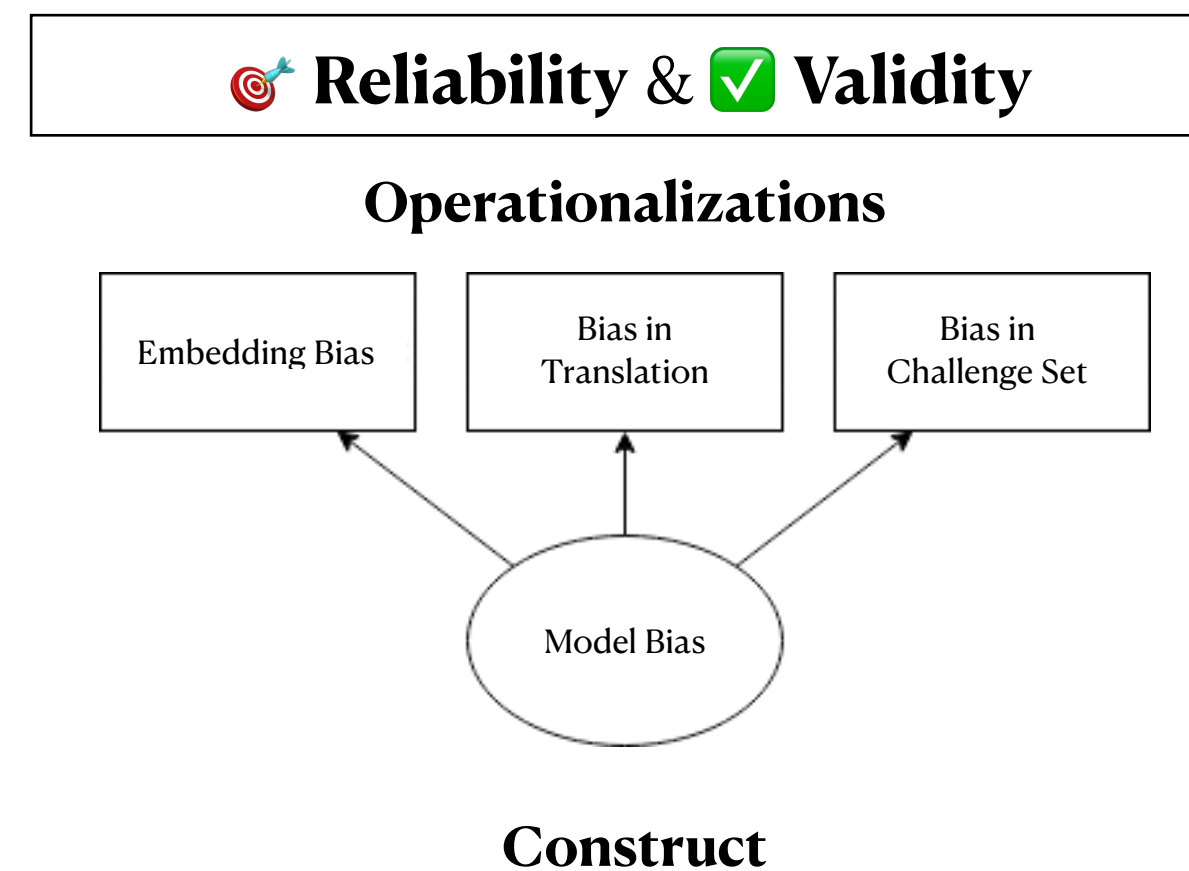 🎯 Reliability & ✅ Validity
Operationalizations
Embedding Bias
Bias in
Translation
Bias in
Challenge Set
Model Bias
Construct